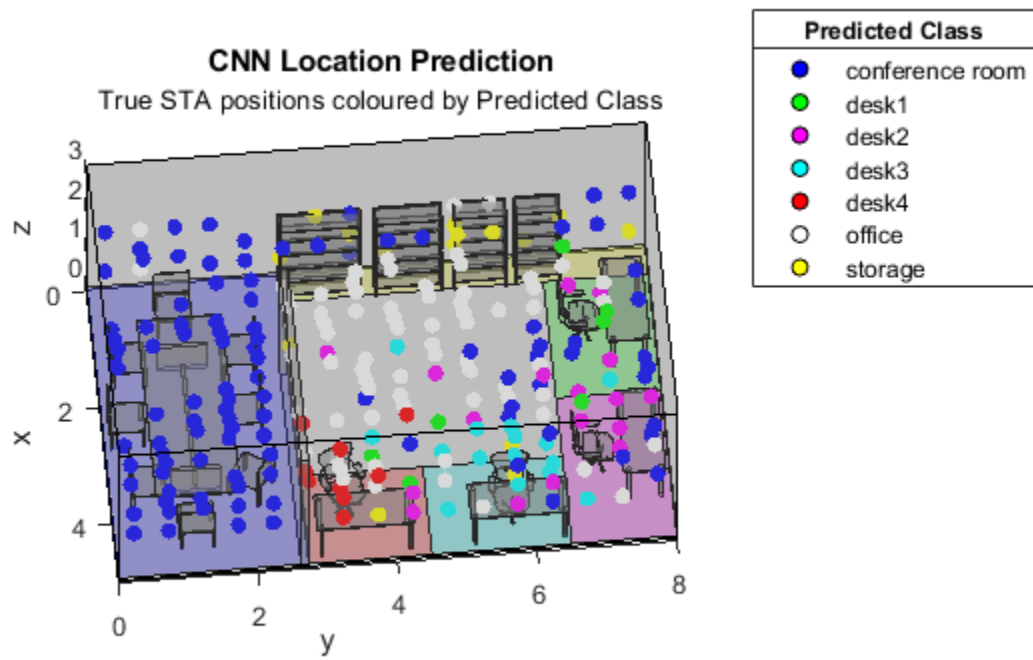 CNN Location Prediction
True STA positions coloured by Predicted Class
Predicted Class
conference room
desk1
desk2
desk3
desk4
office
storage
3
2
1
0
z
0
2
4
x
0
2
4
6
8
y